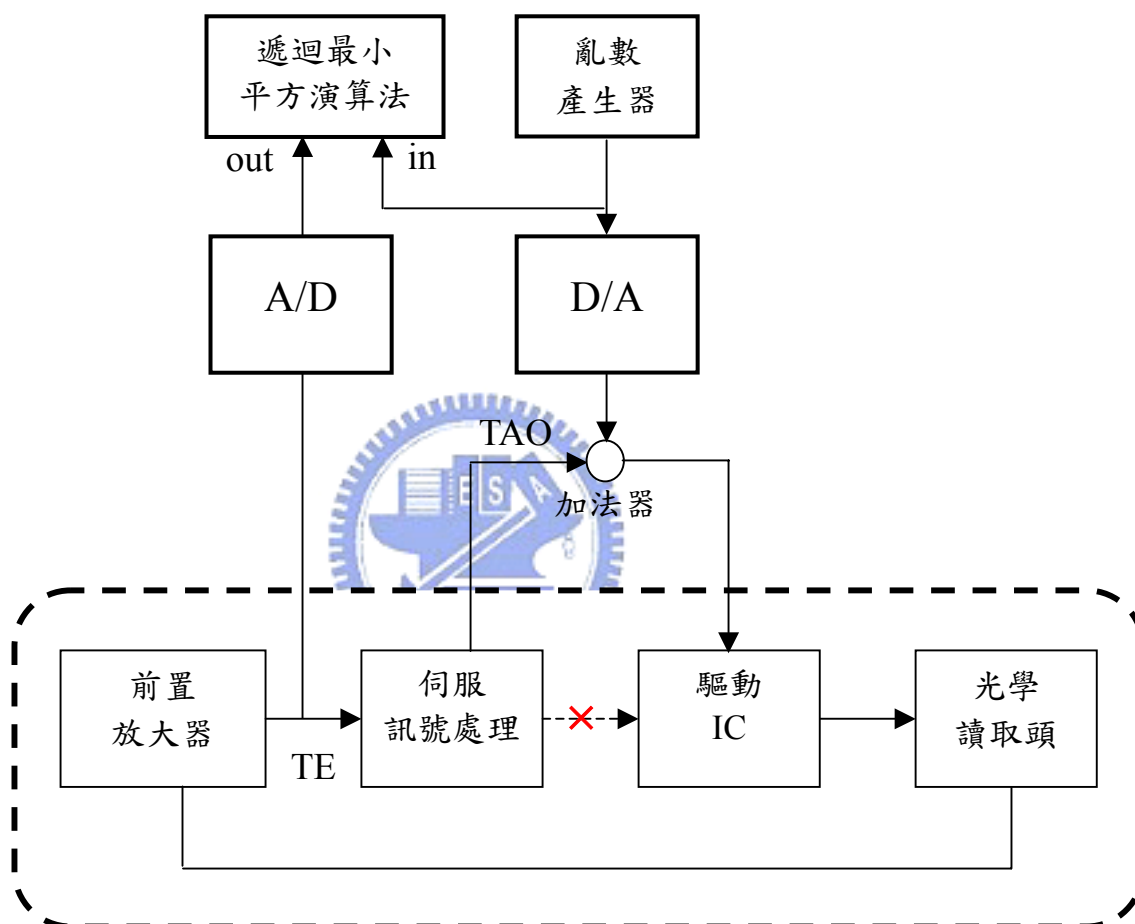 遞迴最小
平方演算法
亂數
產生器
out
in
A/D
D/A
TAO
加法器
E S A
前置
放大器
TE
伺服
訊號處理
驅動
IC
光學
讀取頭